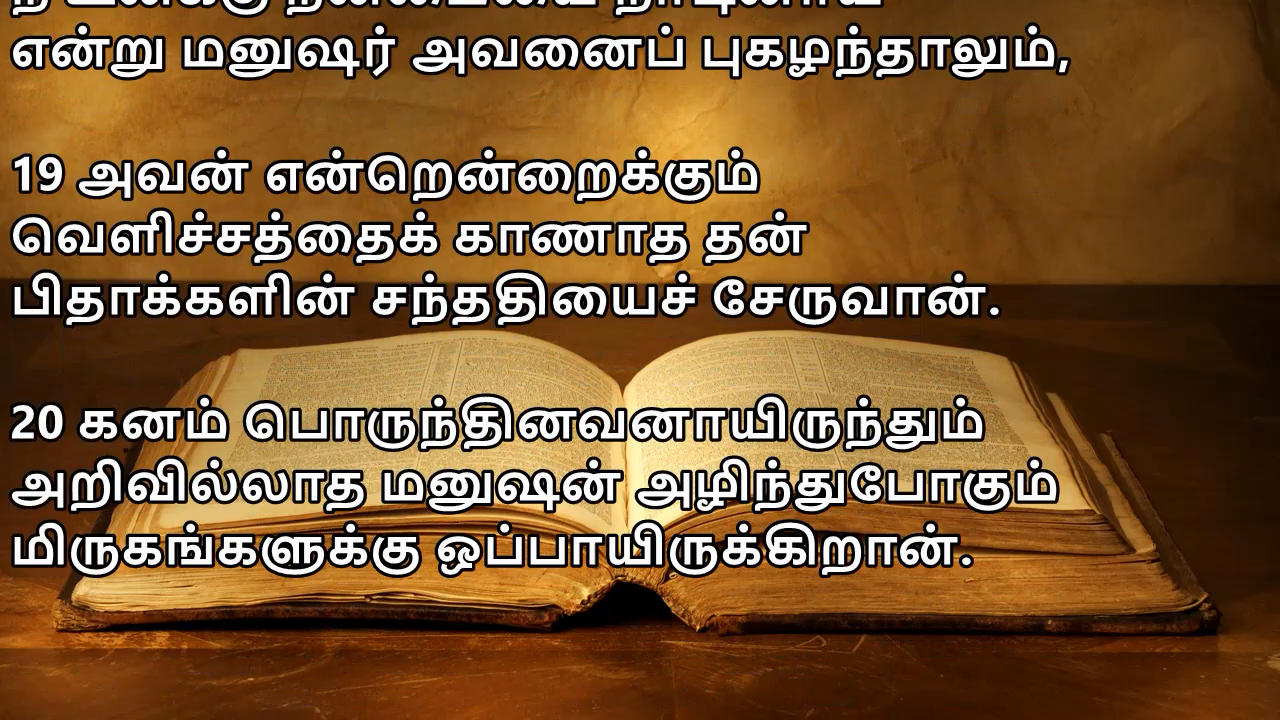 என்று மனுஷர் அவனைப் புகழந்தாலும்,
19 அவன் என்றென்றைக்கும்
வெளிச்சத்தைக் காணாத தன்
பிதாக்களின் சந்ததியைச் சேருவான்.
20 கனம் பொருந்தினவனாயிருந்தும்
அறிவில்லாத மனுஷன் அழிந்துபோகும்
மிருகங்களுக்கு ஒப்பாயிருக்கிறான்.